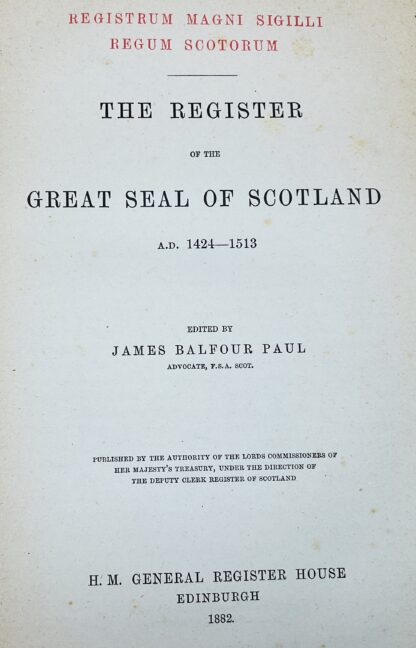 REGISTRUM MAGNI SIGILLI
REGUM SCOTORUM
THE REGISTER
OF THE
GREAT SEAL OF SCOTLAND
A.D. 1424—1513
EDITED BY
JAMES BALFOUR PAUL
ADVOCATE, F.S.A. SCOT.
PUBLISHED BY THE AUTHORITY OF THE LORDS COMMISSIONERS OF
HER MAJESTY'S TREASURY, UNDER THE DIRECTION OF
THE DEPUTY CLERK REGISTER OF SCOTLAND
H. M. GENERAL REGISTER HOUSE
EDINBURGH
1882.